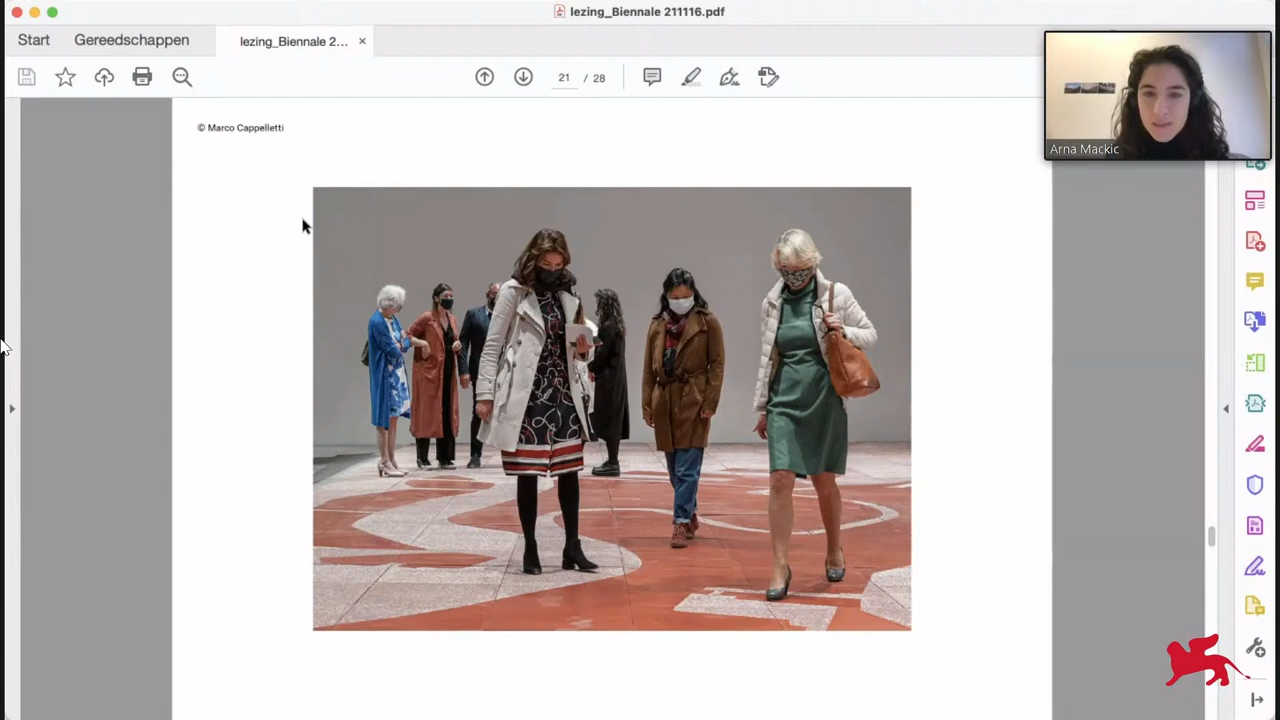 lezing_Biennale 211116.pdf
Start
Gereedschappen
lezing_Biennale 2...
21 / 28
© Marco Cappelletti
Arna Mackic